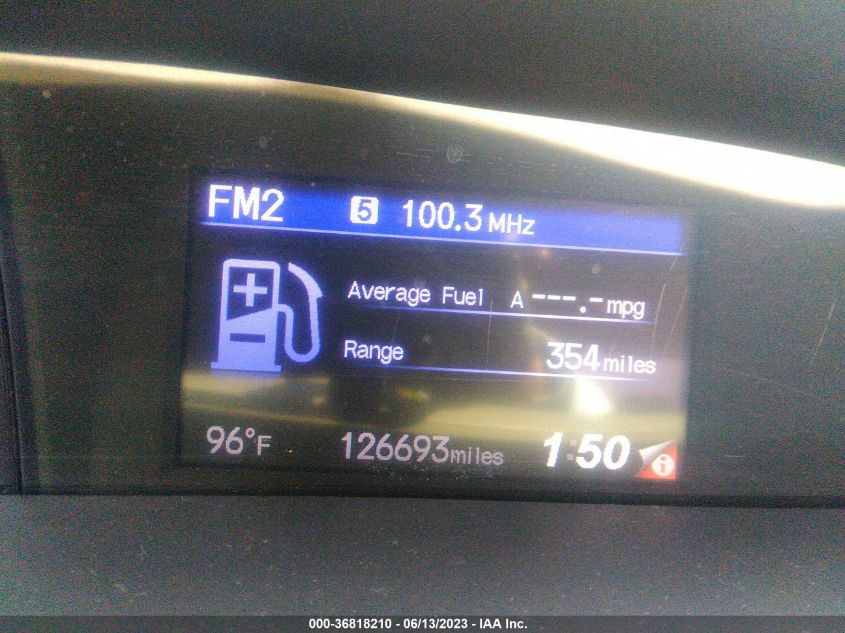 FM2 5 100.3 MHz
Average Fuel A ---.- mpg
Range 354 miles
96°F 126693 miles 1:50 i
000-36818210 - 06/13/2023 - IAA Inc.